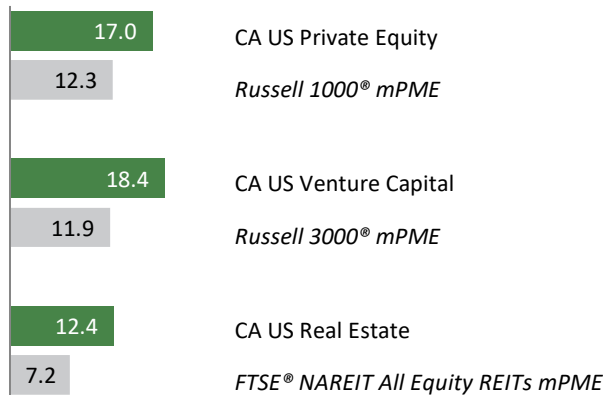 17.0 CA US Private Equity
12.3 Russell 1000® mPME
18.4 CA US Venture Capital
11.9 Russell 3000® mPME
12.4 CA US Real Estate
7.2 FTSE® NAREIT All Equity REITs mPME